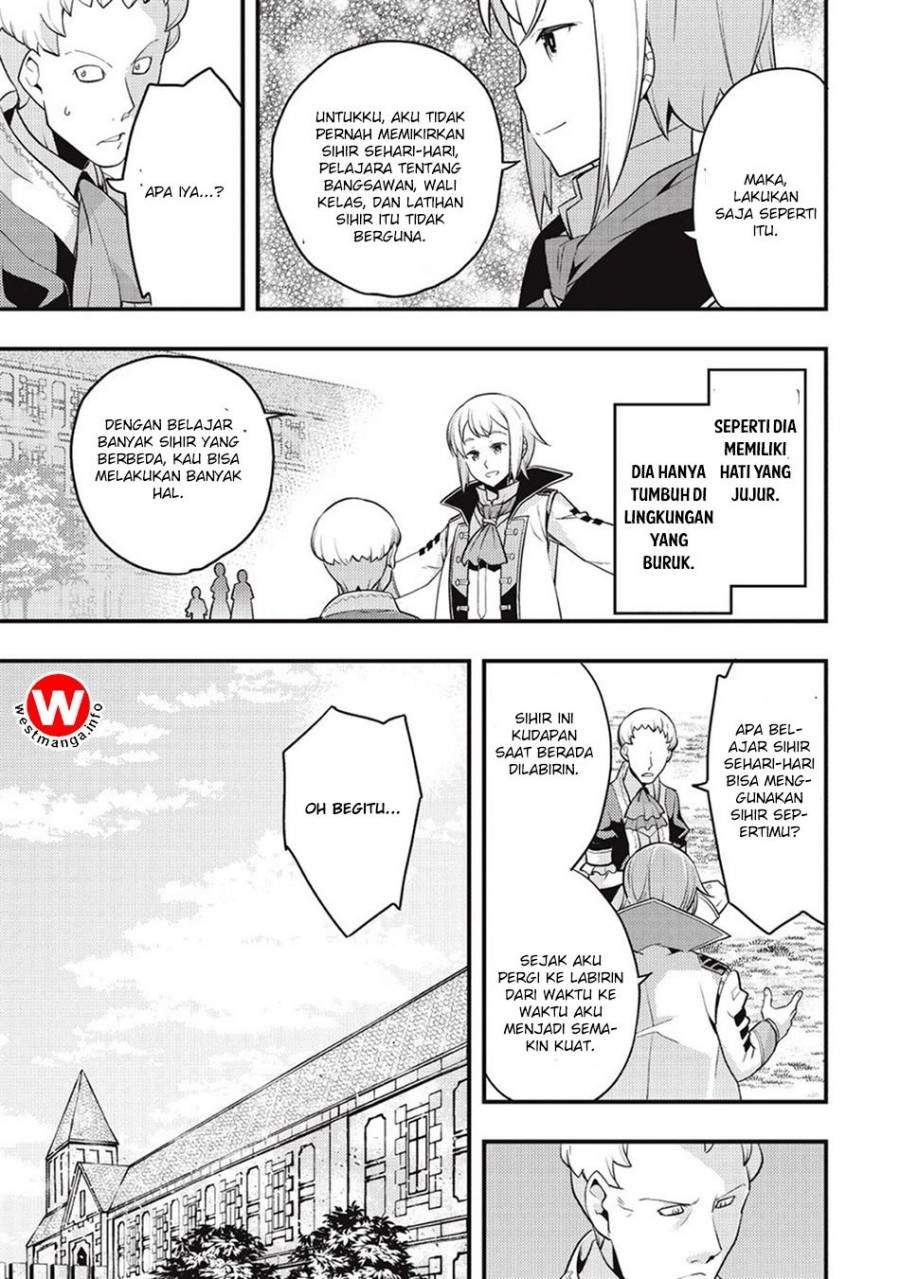 MAKA,
LAKUKAN
SAJA SEPERTI
ITU.
UNTUKKU, AKU TIDAK
PERNAH MEMIKIRKAN
SIHIR SEHARI-HARI,
PELAJARA TENTANG
BANGSAWAN, WALI
KELAS, DAN LATIHAN
SIHIR ITU TIDAK
BERGUNA.
APA IYA...?
SEPERTI DIA
MEMILIKI
HATI YANG
JUJUR.
DIA HANYA
TUMBUH DI
LINGKUNGAN
YANG
BURUK.
DENGAN BELAJAR
BANYAK SIHIR YANG
BERBEDA, KAU BISA
MELAKUKAN BANYAK
HAL.
APA BEL-
AJAR SIHIR
SEHARI-HARI
BISA MENG-
GUNAKAN
SIHIR SEP-
ERTIMU?
SIHIR INI
KUDAPAN
SAAT BERADA
DILABIRIN.
SEJAK AKU
PERGI KE LABIRIN
DARI WAKTU KE
WAKTU AKU
MENJADI SEMA-
KIN KUAT.
OH BEGITU...
W
westmanga.info